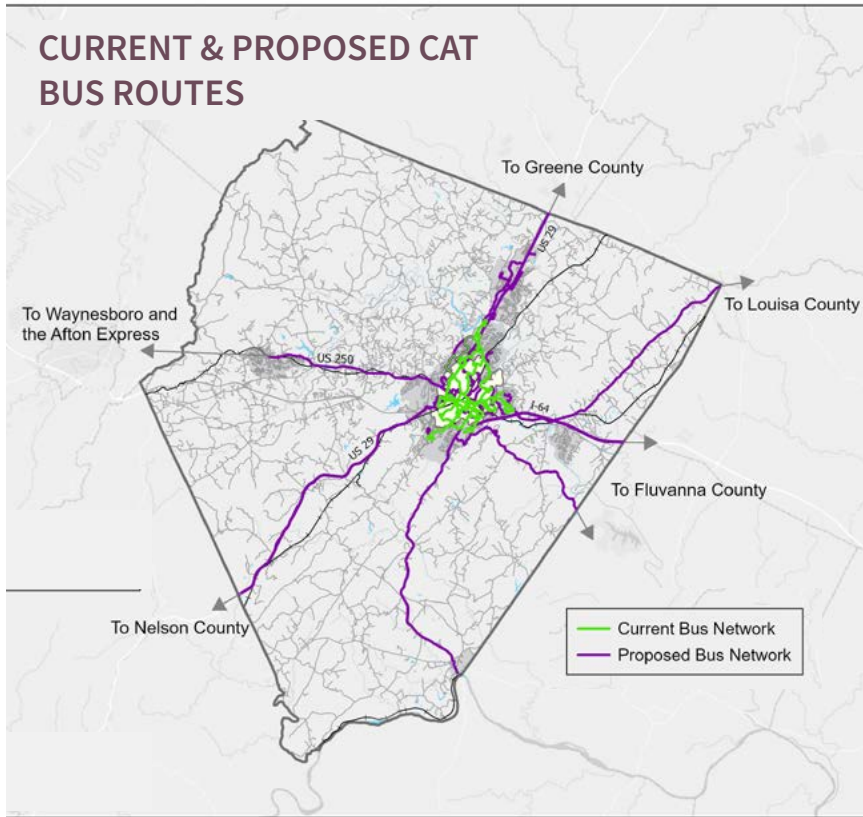 CURRENT & PROPOSED CAT
BUS ROUTES
To Greene County
US 29
To Louisa County
To Waynesboro and
the Afton Express
US 250
I-64
US 29
To Fluvanna County
To Nelson County
Current Bus Network
Proposed Bus Network